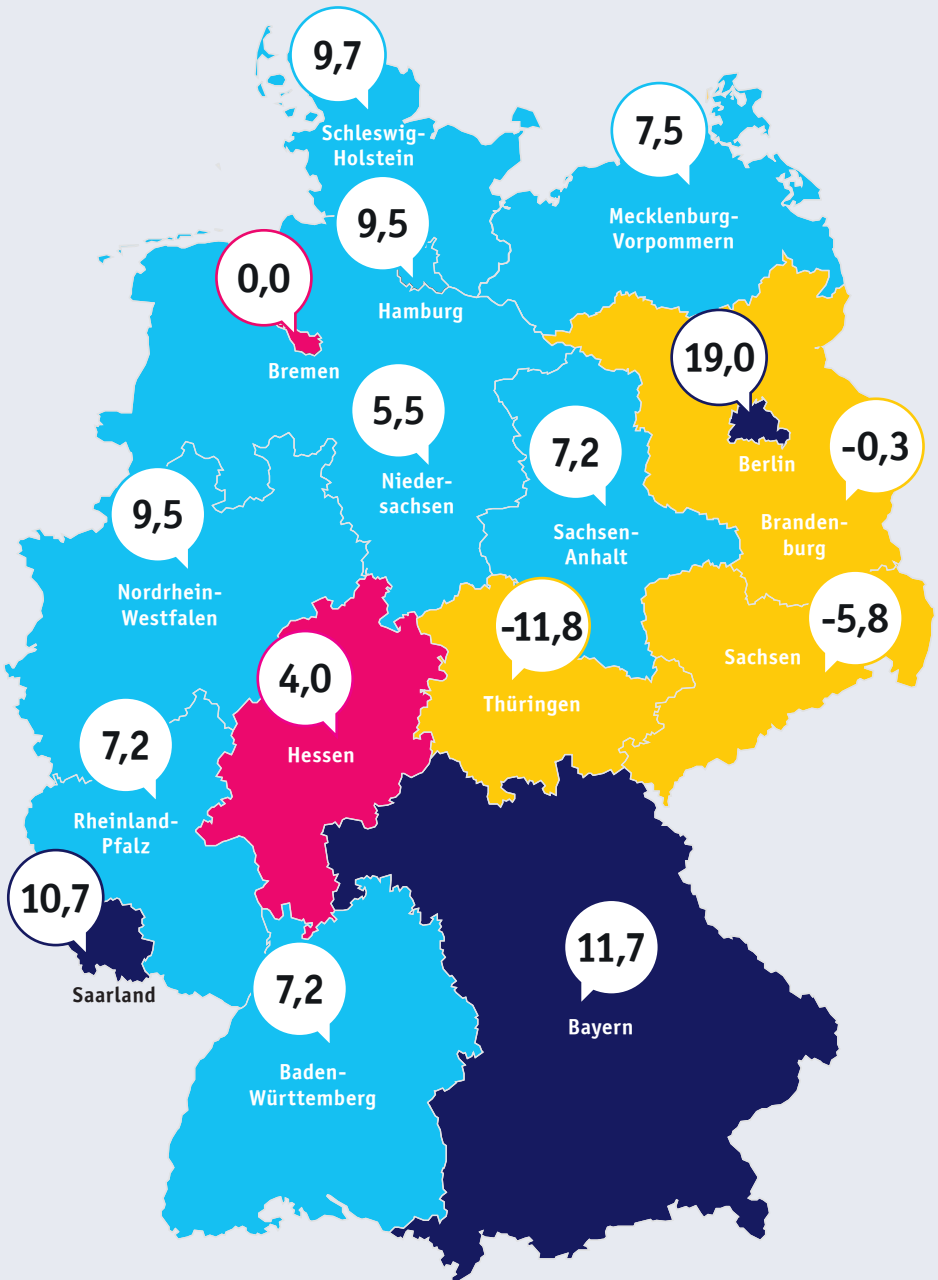 9,7
Schleswig-
Holstein
7,5
Mecklenburg-
Vorpommern
9,5
Hamburg
0,0
Bremen
19,0
Berlin
5,5
Nieder-
sachsen
7,2
Sachsen-
Anhalt
-0,3
Branden-
burg
9,5
Nordrhein-
Westfalen
-11,8
Thüringen
-5,8
Sachsen
4,0
Hessen
7,2
Rheinland-
Pfalz
10,7
Saarland
7,2
Baden-
Württemberg
11,7
Bayern